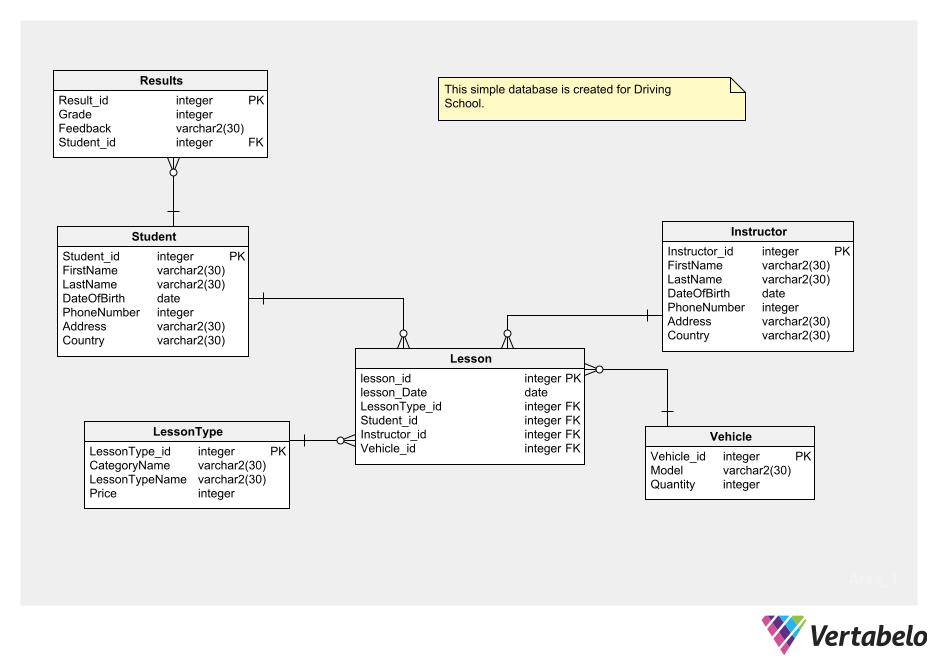 Results
Result_id integer PK
Grade integer
Feedback varchar2(30)
Student_id integer FK
This simple database is created for Driving
School.
Student
Student_id integer PK
FirstName varchar2(30)
LastName varchar2(30)
DateOfBirth date
PhoneNumber integer
Address varchar2(30)
Country varchar2(30)
Instructor
Instructor_id integer PK
FirstName varchar2(30)
LastName varchar2(30)
DateOfBirth date
PhoneNumber integer
Address varchar2(30)
Country varchar2(30)
Lesson
lesson_id integer PK
lesson_Date date
LessonType_id integer FK
Student_id integer FK
Instructor_id integer FK
Vehicle_id integer FK
LessonType
LessonType_id integer PK
CategoryName varchar2(30)
LessonTypeName varchar2(30)
Price integer
Vehicle
Vehicle_id integer PK
Model varchar2(30)
Quantity integer
Area_1
Vertabelo